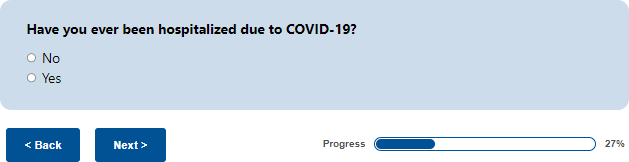 Have you ever been hospitalized due to COVID-19?
No
Yes
< Back Next > Progress 27%